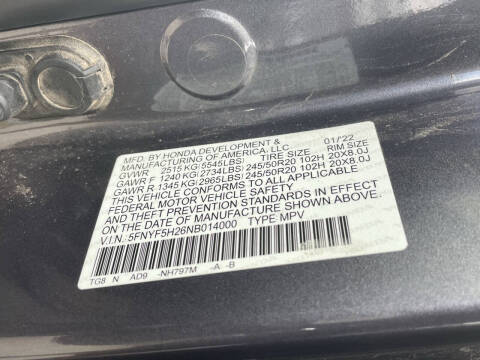 MFD. BY HONDA DEVELOPMENT &
MANUFACTURING OF AMERICA, LLC 01/'22
GVWR 2515 KG(5545LBS) TIRE SIZE RIM SIZE
GAWR F 1240 KG(2734LBS) 245/50R20 102H 20X8.0J
GAWR R 1345 KG(2965LBS) 245/50R20 102H 20X8.0J
THIS VEHICLE CONFORMS TO ALL APPLICABLE
FEDERAL MOTOR VEHICLE SAFETY
AND THEFT PREVENTION STANDARDS IN EFFECT
ON THE DATE OF MANUFACTURE SHOWN ABOVE.
V.I.N.: 5FNYF5H26NB014000 TYPE MPV
TG8 N AD9 -NH797M -A -B